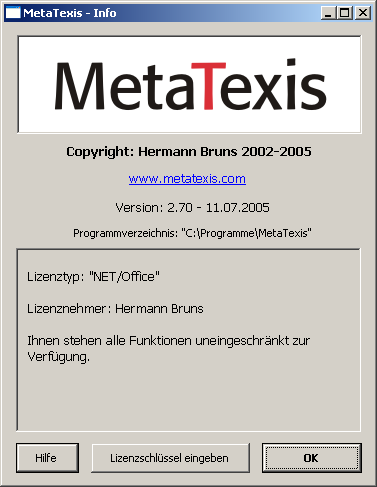 MetaTexis - Info
MetaTexis
Copyright: Hermann Bruns 2002-2005
www.metatexis.com
Version: 2.70 - 11.07.2005
Programmverzeichnis: "C:\Programme\MetaTexis"
Lizenztyp: "NET/Office"
Lizenznehmer: Hermann Bruns
Ihnen stehen alle Funktionen uneingeschränkt zur
Verfügung.
Hilfe
Lizenzschlüssel eingeben
OK